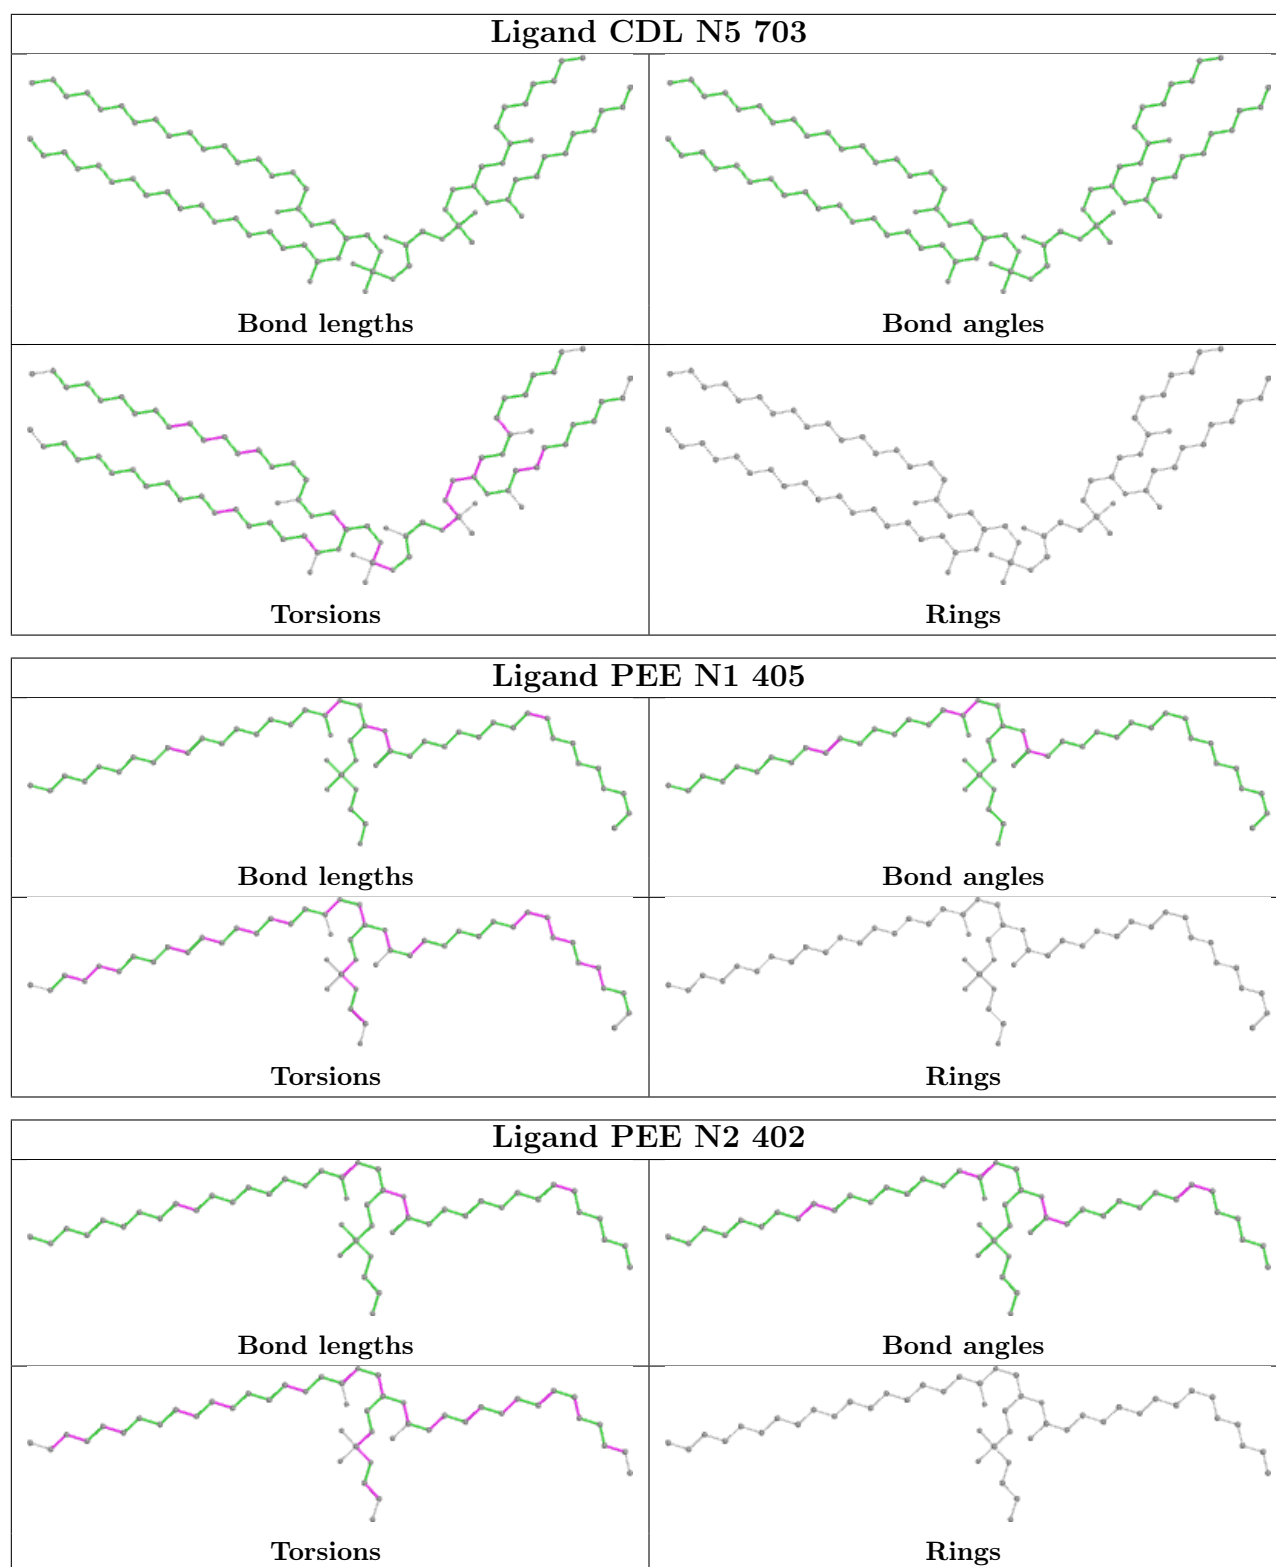 Ligand CDL N5 703
Bond lengths
Bond angles
Torsions
Rings
Ligand PEE N1 405
Bond lengths
Bond angles
Torsions
Rings
Ligand PEE N2 402
Bond lengths
Bond angles
Torsions
Rings